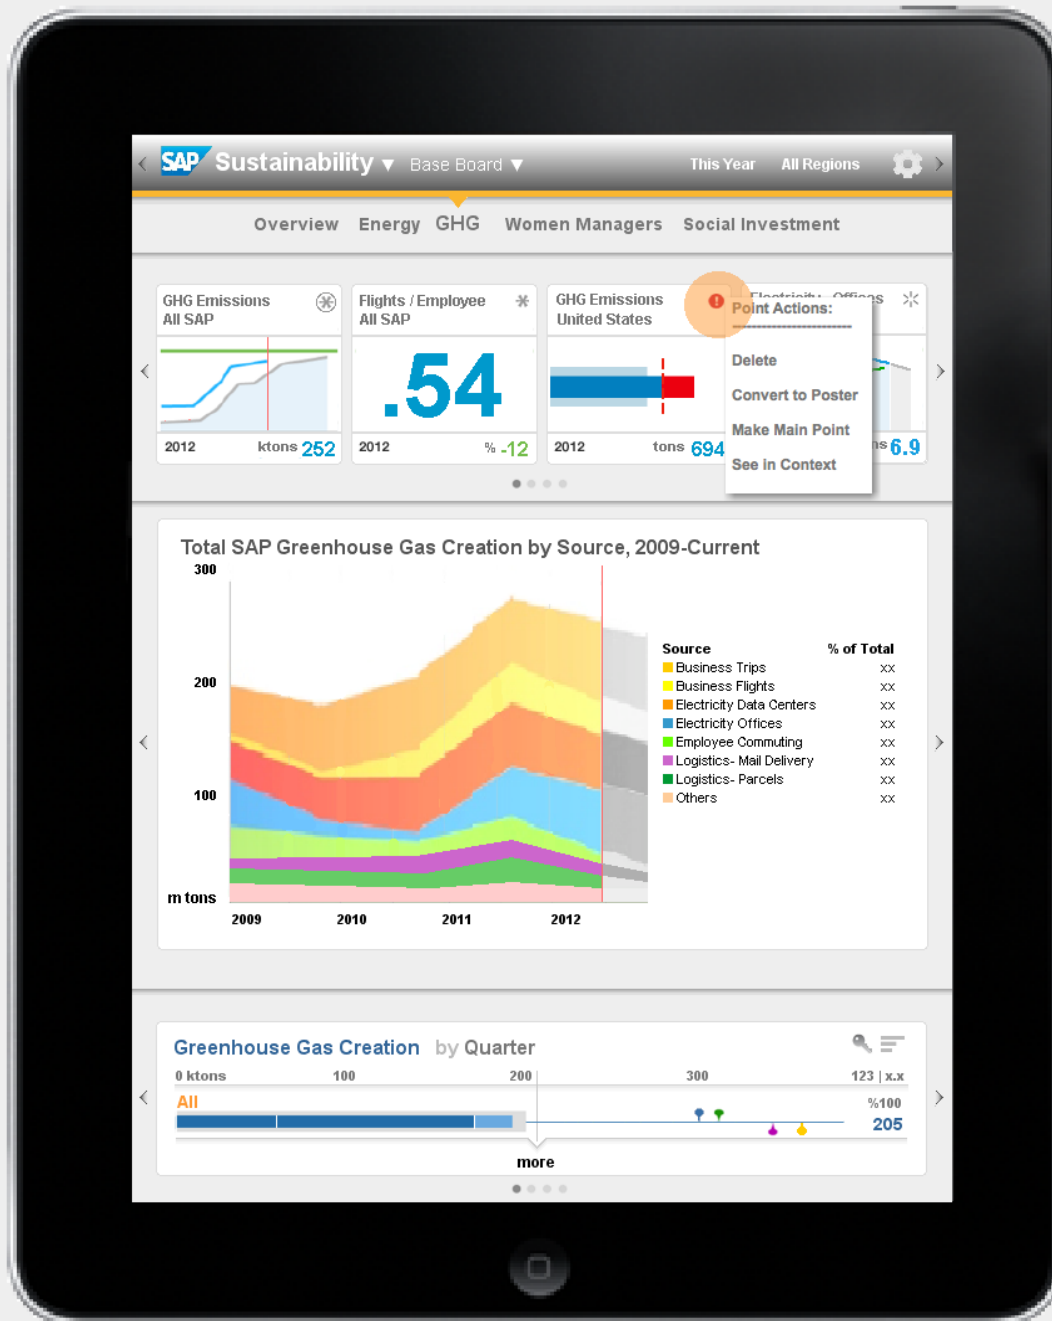 SAP Sustainability ▼ Base Board ▼ This Year All Regions
Overview Energy GHG Women Managers Social Investment
GHG Emissions
All SAP
2012 ktons 252
Flights / Employee
All SAP
.54
2012 % -12
GHG Emissions
United States
2012 tons 694
Electricity - Offices
6.9
Point Actions:
Delete
Convert to Poster
Make Main Point
See in Context
Total SAP Greenhouse Gas Creation by Source, 2009-Current
300
200
100
m tons
2009 2010 2011 2012
Source % of Total
Business Trips xx
Business Flights xx
Electricity Data Centers xx
Electricity Offices xx
Employee Commuting xx
Logistics- Mail Delivery xx
Logistics- Parcels xx
Others xx
Greenhouse Gas Creation by Quarter
0 ktons 100 200 300 123 | x.x
All %100
205
more